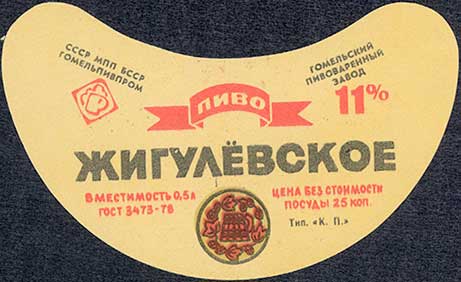 СССР МПП БССР
ГОМЕЛЬПИВПРОМ
ГОМЕЛЬСКИЙ
ПИВОВАРЕННЫЙ
ЗАВОД
ПИВО
11%
ЖИГУЛЁВСКОЕ
ВМЕСТИМОСТЬ 0,5 л
ГОСТ 3473-78
ЦЕНА БЕЗ СТОИМОСТИ
ПОСУДЫ 25 КОП.
Тип. «К. П.»